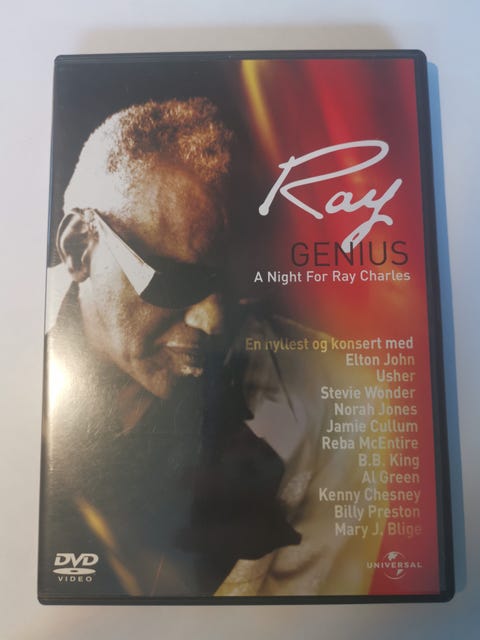 Ray
GENIUS
A Night For Ray Charles
En hyllest og konsert med
Elton John
Usher
Stevie Wonder
Norah Jones
Jamie Cullum
Reba McEntire
B.B. King
Al Green
Kenny Chesney
Billy Preston
Mary J. Blige
DVD
VIDEO
UNIVERSAL